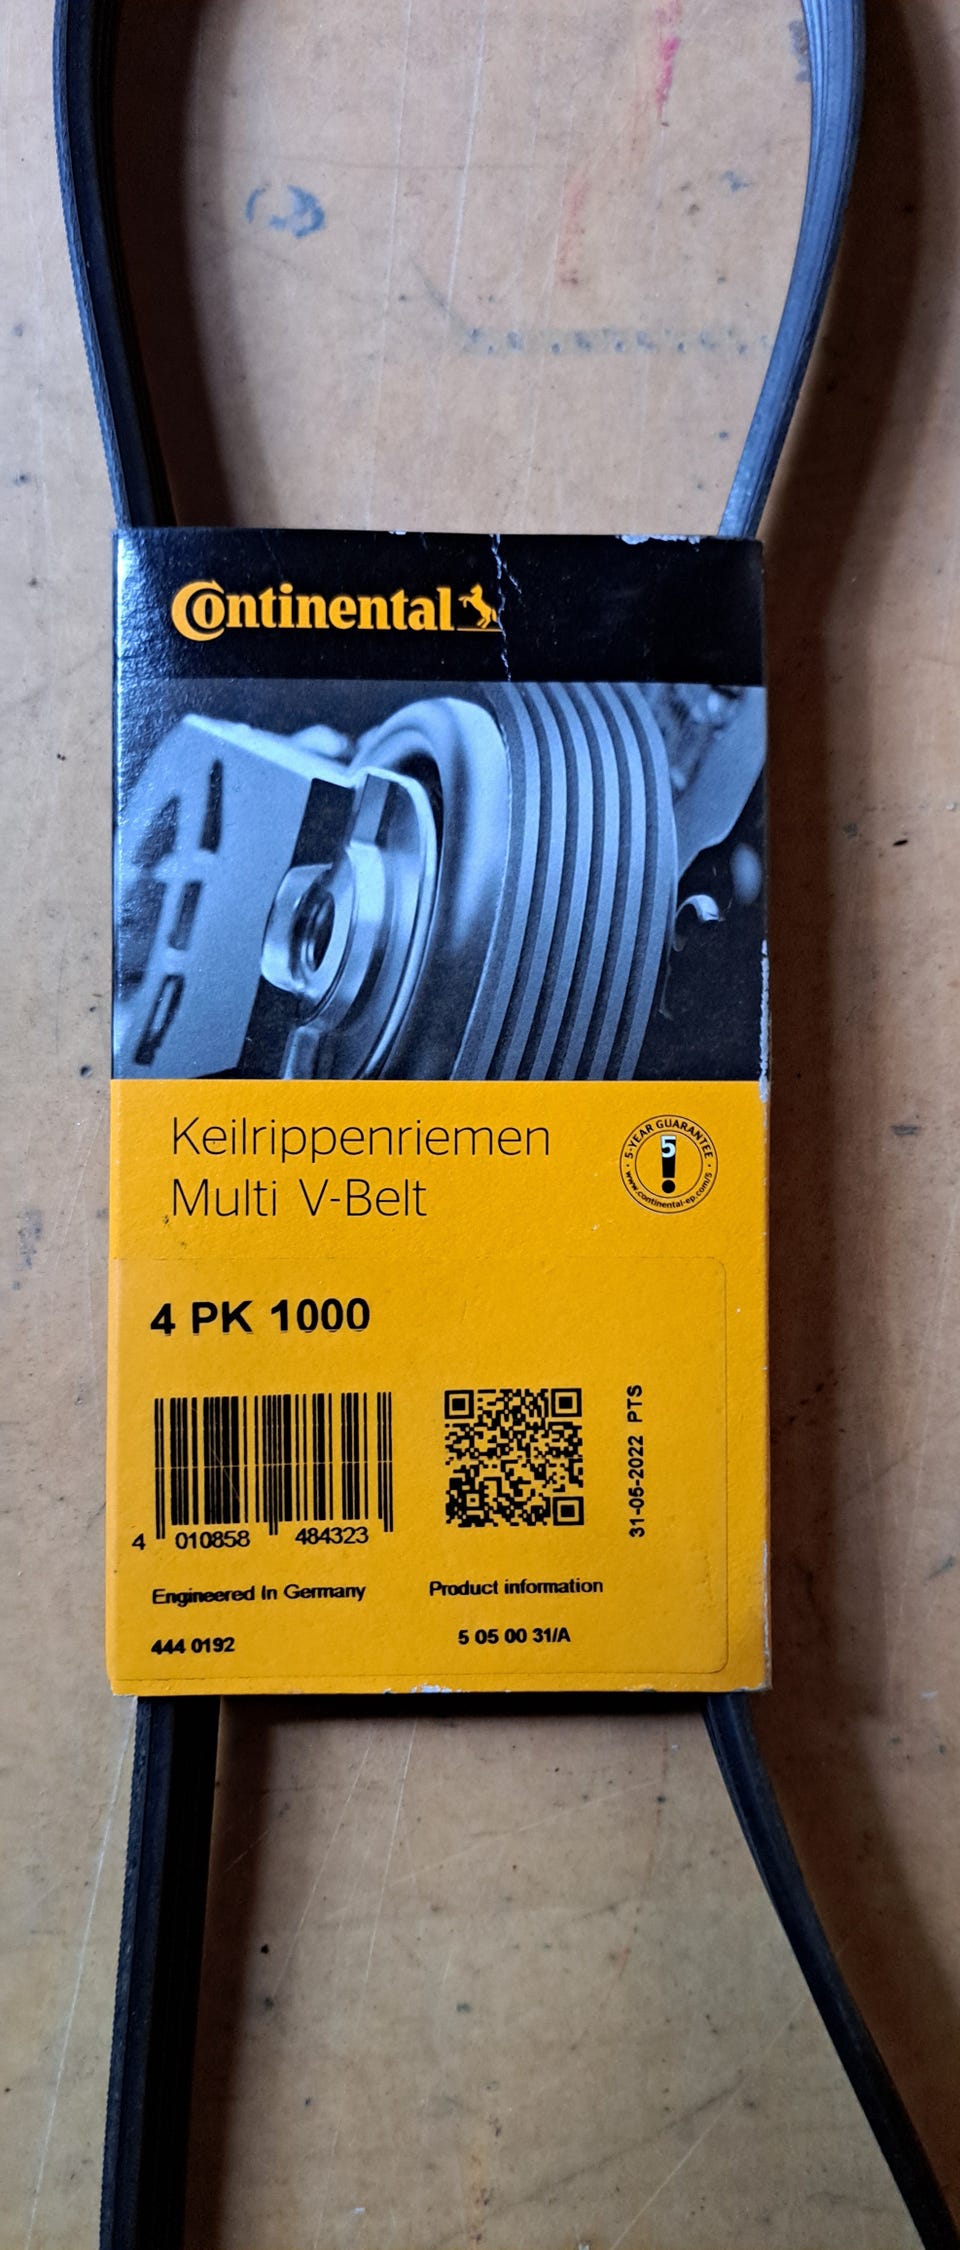 Continental
Keilrippenriemen
Multi V-Belt
5-YEAR GUARANTEE
5
www.continental-ep.com/5
4 PK 1000
31-05-2022 PTS
4 010858 484323
Engineered In Germany
Product information
444 0192
5 05 00 31/A